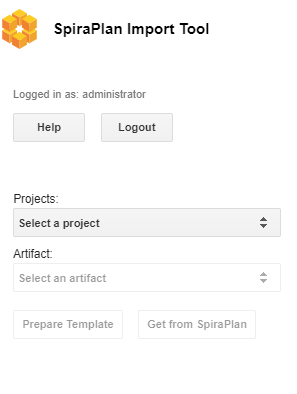 SpiraPlan Import Tool
Logged in as: administrator
Help Logout
Projects:
Select a project
Artifact:
Select an artifact
Prepare Template Get from SpiraPlan